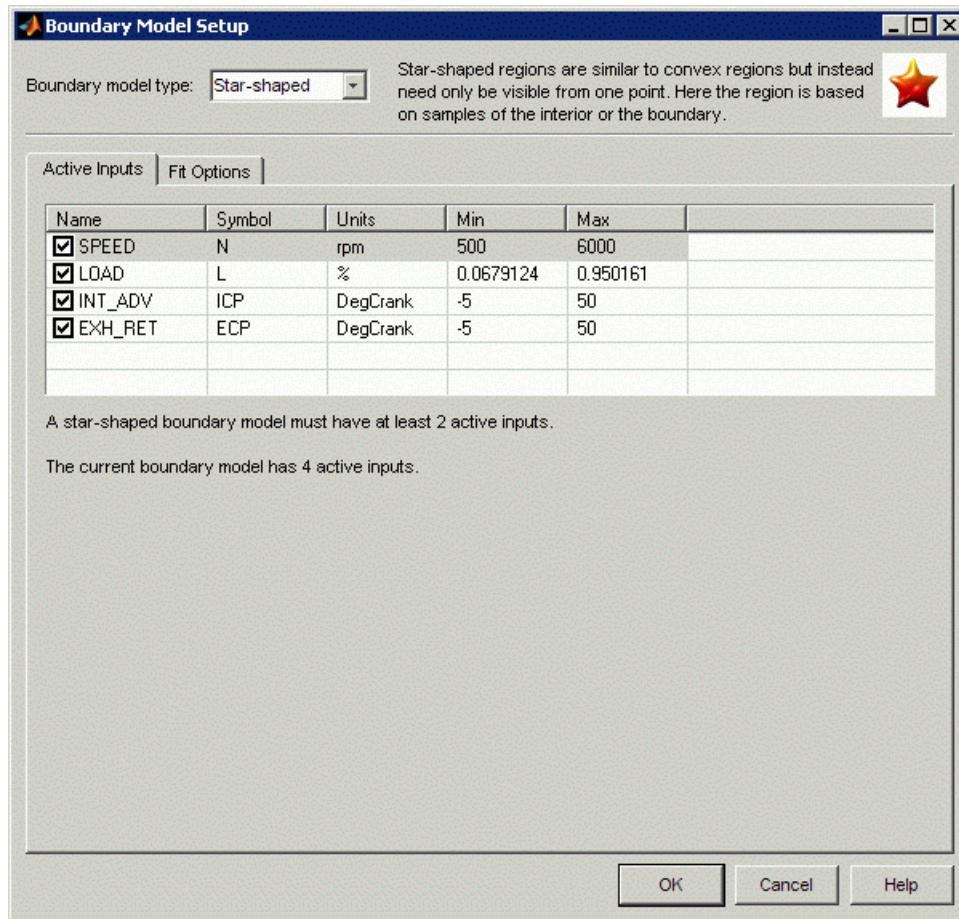 Boundary Model Setup
Boundary model type: Star-shaped
Star-shaped regions are similar to convex regions but instead
need only be visible from one point. Here the region is based
on samples of the interior or the boundary.
Active Inputs Fit Options
Name Symbol Units Min Max
SPEED N rpm 500 6000
LOAD L % 0.0679124 0.950161
INT_ADV ICP DegCrank -5 50
EXH_RET ECP DegCrank -5 50
A star-shaped boundary model must have at least 2 active inputs.
The current boundary model has 4 active inputs.
OK Cancel Help